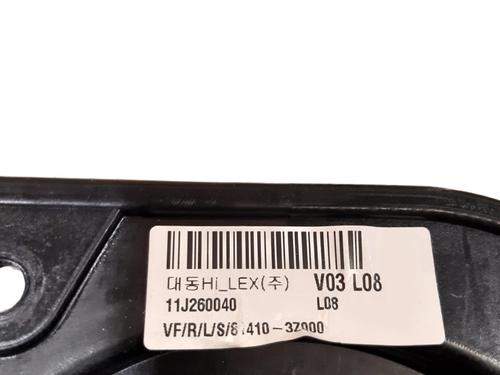 대동Hi_LEX(주) V03 L08
11J260040 L08
VF/R/L/S/81410-3Z000